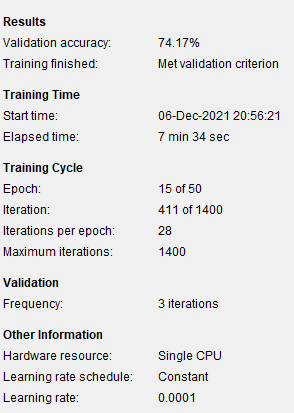 Results
Validation accuracy: 74.17%
Training finished: Met validation criterion
Training Time
Start time: 06-Dec-2021 20:56:21
Elapsed time: 7 min 34 sec
Training Cycle
Epoch: 15 of 50
Iteration: 411 of 1400
Iterations per epoch: 28
Maximum iterations: 1400
Validation
Frequency: 3 iterations
Other Information
Hardware resource: Single CPU
Learning rate schedule: Constant
Learning rate: 0.0001